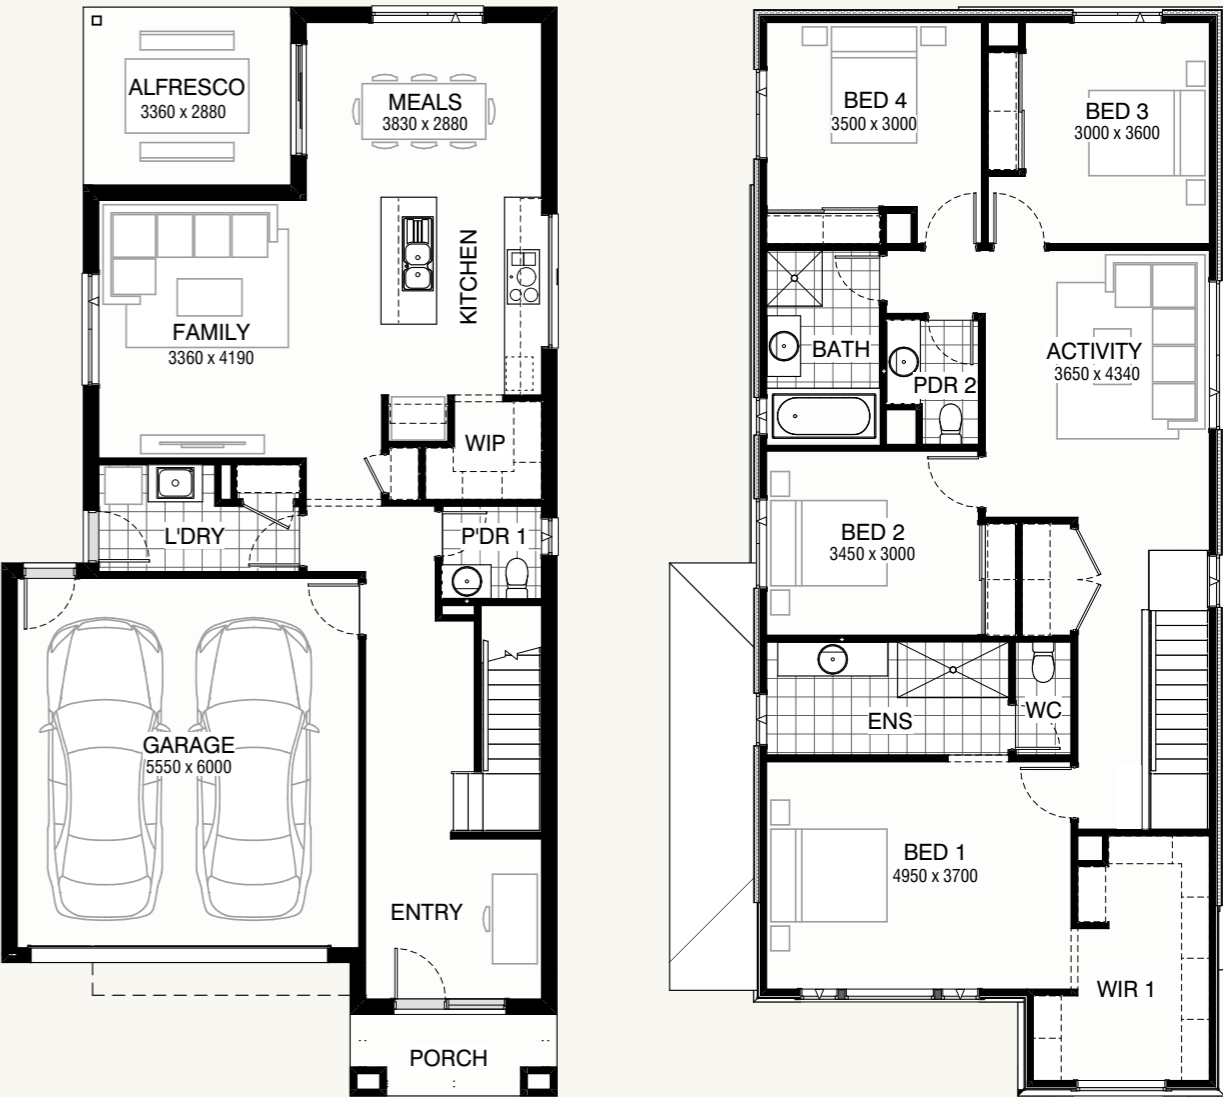 ALFRESCO
3360 x 2880
MEALS
3830 x 2880
KITCHEN
FAMILY
3360 x 4190
WIP
L'DRY
P'DR 1
GARAGE
5550 x 6000
ENTRY
PORCH
BED 4
3500 x 3000
BED 3
3000 x 3600
BATH
PDR 2
ACTIVITY
3650 x 4340
BED 2
3450 x 3000
ENS
WC
BED 1
4950 x 3700
WIR 1